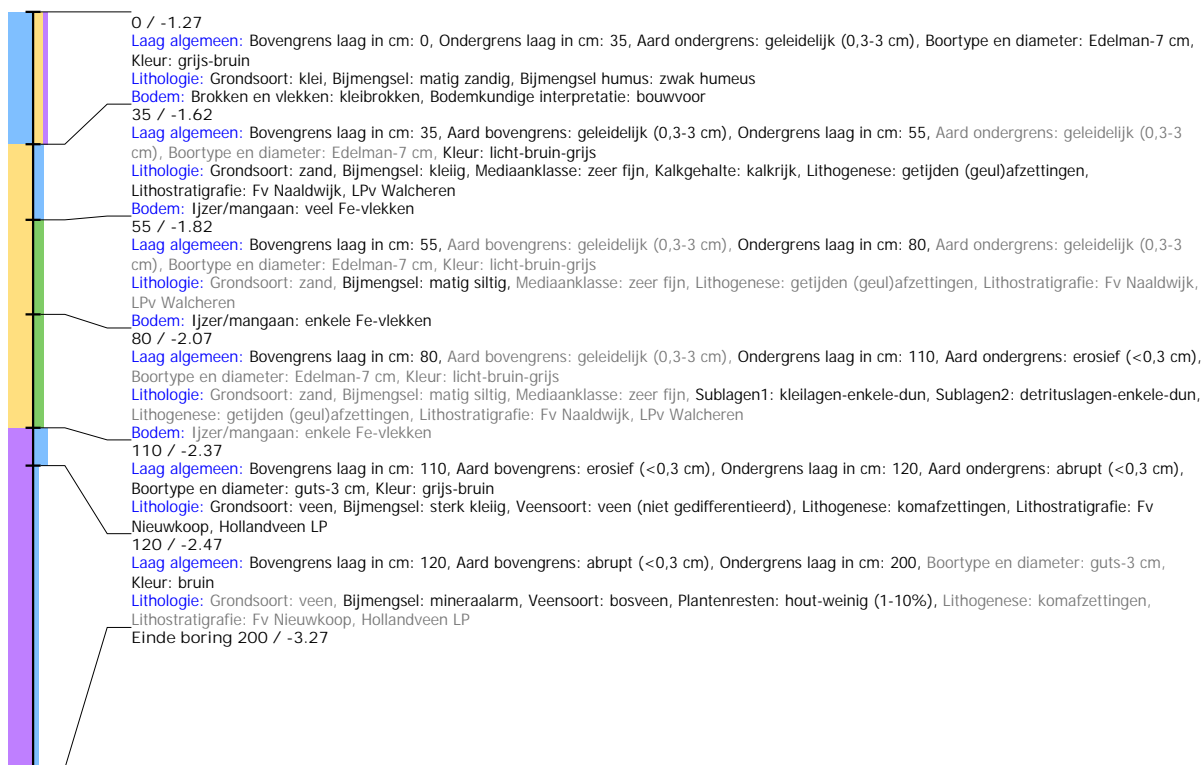 0 / -1.27
Laag algemeen: Bovengrens laag in cm: 0, Ondergrens laag in cm: 35, Aard ondergrens: geleidelijk (0,3-3 cm), Boortype en diameter: Edelman-7 cm,
Kleur: grijs-bruin
Lithologie: Grondsoort: klei, Bijmengsel: matig zandig, Bijmengsel humus: zwak humeus
Bodem: Brokken en vlekken: kleibrokken, Bodemkundige interpretatie: bouwvoor
35 / -1.62
Laag algemeen: Bovengrens laag in cm: 35, Aard bovengrens: geleidelijk (0,3-3 cm), Ondergrens laag in cm: 55, Aard ondergrens: geleidelijk (0,3-3
cm), Boortype en diameter: Edelman-7 cm, Kleur: licht-bruin-grijs
Lithologie: Grondsoort: zand, Bijmengsel: kleiig, Mediaanklasse: zeer fijn, Kalkgehalte: kalkrijk, Lithogenese: getijden (geul)afzettingen,
Lithostratigrafie: Fv Naaldwijk, LPv Walcheren
Bodem: Ijzer/mangaan: veel Fe-vlekken
55 / -1.82
Laag algemeen: Bovengrens laag in cm: 55, Aard bovengrens: geleidelijk (0,3-3 cm), Ondergrens laag in cm: 80, Aard ondergrens: geleidelijk (0,3-3
cm), Boortype en diameter: Edelman-7 cm, Kleur: licht-bruin-grijs
Lithologie: Grondsoort: zand, Bijmengsel: matig siltig, Mediaanklasse: zeer fijn, Lithogenese: getijden (geul)afzettingen, Lithostratigrafie: Fv Naaldwijk,
LPv Walcheren
Bodem: Ijzer/mangaan: enkele Fe-vlekken
80 / -2.07
Laag algemeen: Bovengrens laag in cm: 80, Aard bovengrens: geleidelijk (0,3-3 cm), Ondergrens laag in cm: 110, Aard ondergrens: erosief (<0,3 cm),
Boortype en diameter: Edelman-7 cm, Kleur: licht-bruin-grijs
Lithologie: Grondsoort: zand, Bijmengsel: matig siltig, Mediaanklasse: zeer fijn, Sublagen1: kleilagen-enkele-dun, Sublagen2: detrituslagen-enkele-dun,
Lithogenese: getijden (geul)afzettingen, Lithostratigrafie: Fv Naaldwijk, LPv Walcheren
Bodem: Ijzer/mangaan: enkele Fe-vlekken
110 / -2.37
Laag algemeen: Bovengrens laag in cm: 110, Aard bovengrens: erosief (<0,3 cm), Ondergrens laag in cm: 120, Aard ondergrens: abrupt (<0,3 cm),
Boortype en diameter: guts-3 cm, Kleur: grijs-bruin
Lithologie: Grondsoort: veen, Bijmengsel: sterk kleiig, Veensoort: veen (niet gedifferentieerd), Lithogenese: komafzettingen, Lithostratigrafie: Fv
Nieuwkoop, Hollandveen LP
120 / -2.47
Laag algemeen: Bovengrens laag in cm: 120, Aard bovengrens: abrupt (<0,3 cm), Ondergrens laag in cm: 200, Boortype en diameter: guts-3 cm,
Kleur: bruin
Lithologie: Grondsoort: veen, Bijmengsel: mineraalarm, Veensoort: bosveen, Plantenresten: hout-weinig (1-10%), Lithogenese: komafzettingen,
Lithostratigrafie: Fv Nieuwkoop, Hollandveen LP
Einde boring 200 / -3.27